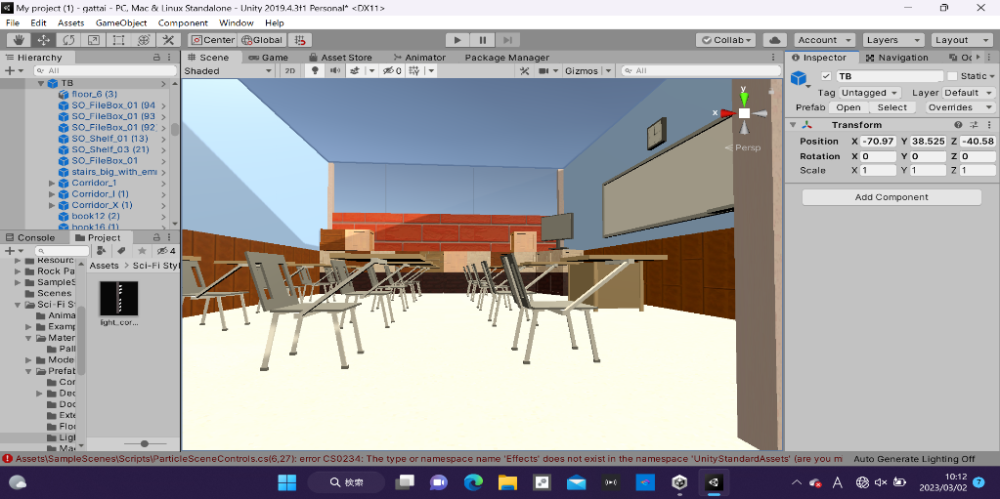 My project (1) - gattai - PC, Mac & Linux Standalone - Unity 2019.4.3f1 Personal* <DX11>
File Edit Assets GameObject Component Window Help
Center Global Collab Account Layers Layout
Hierarchy Scene Game Asset Store Animator Package Manager Inspector Navigation Oc
All Shaded 2D 0 Gizmos All
TB
floor_6 (3)
SO_FileBox_01 (94
SO_FileBox_01 (93
SO_FileBox_01 (92
SO_Shelf_01 (13)
SO_Shelf_03 (21)
SO_FileBox_01
stairs_big_with_em
Corridor_1
Corridor_I (1)
Corridor_X (1)
book12 (2)
book16 (1)
y
x
Persp
TB Static
Tag Untagged Layer Default
Prefab Open Select Overrides
Transform
Position X -70.97 Y 38.525 Z -40.58
Rotation X 0 Y 0 Z 0
Scale X 1 Y 1 Z 1
Add Component
Console Project
4
Resourc
Rock Pa
SampleS
Scenes
Sci-Fi S
Anima
Examp
Mater
Pall
Mode
Prefat
Cor
Dec
Doo
Exte
Floo
Ligl
Ma
Assets > Sci-Fi Styl
light_cor...
Assets\SampleScenes\Scripts\ParticleSceneControls.cs(6,27): error CS0234: The type or namespace name 'Effects' does not exist in the namespace 'UnityStandardAssets' (are you m
Auto Generate Lighting Off
検索
A
10:12
2023/03/02
7